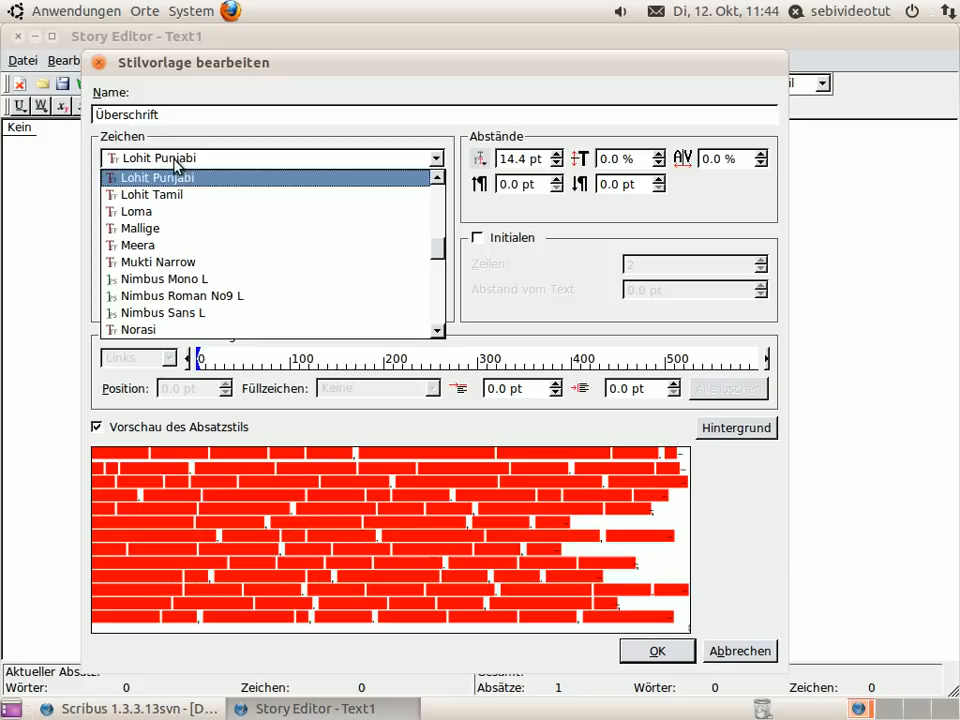 Anwendungen Orte System Di, 12. Okt, 11:44 sebivideotut
Story Editor - Text1
Datei Bearb
Stilvorlage bearbeiten
Name:
Überschrift
Kein
Zeichen
Abstände
Lohit Punjabi
14.4 pt 0.0 % 0.0 %
0.0 pt 0.0 pt
Lohit Punjabi
Lohit Tamil
Loma
Mallige
Meera
Mukti Narrow
Nimbus Mono L
Nimbus Roman No9 L
Nimbus Sans L
Norasi
Initialen
Zeilen: 2
Abstand vom Text: 0.0 pt
Links 0 100 200 300 400 500
Position: 0.0 pt Füllzeichen: Keine 0.0 pt 0.0 pt Alle löschen
Vorschau des Absatzstils Hintergrund
OK Abbrechen
Aktueller Absatz:
Wörter: 0 Zeichen: 0
Absätze: 1 Wörter: 0 Zeichen: 0
Scribus 1.3.3.13svn - [D... Story Editor - Text1